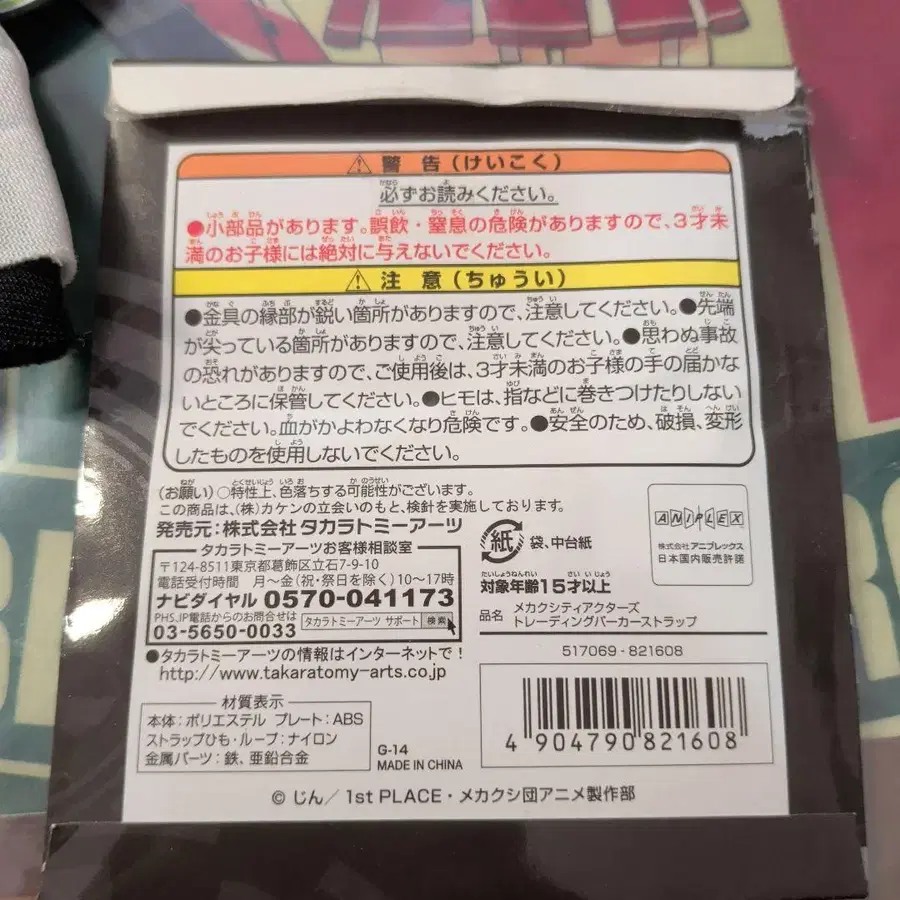 ⚠警告(けいこく)
必ずお読みください。
●小部品があります。誤飲・窒息の危険がありますので、3才未
満のお子様には絶対に与えないでください。
⚠注意(ちゅうい)
●金具の縁部が鋭い箇所がありますので、注意してください。●先端
が尖っている箇所がありますので、注意してください。●思わぬ事故
の恐れがありますので、ご使用後は、3才未満のお子様の手の届かな
いところに保管してください。●ヒモは、指などに巻きつけたりしない
でください。血がかよわなくなり危険です。●安全のため、破損、変形
したものを使用しないでください。
(お願い)○特性上、色落ちする可能性がございます。
この商品は、(株)カケンの立会いのもと、検針を実施しております。
発売元:株式会社タカラトミーアーツ
タカラトミーアーツお客様相談室
〒124-8511東京都葛飾区立石7-9-10
電話受付時間 月〜金(祝・祭日を除く)10〜17時
ナビダイヤル 0570-041173
PHS、IP電話からのお問合せは
03-5650-0033
タカラトミーアーツ サポート 検索
●タカラトミーアーツの情報はインターネットで!
http://www.takaratomy-arts.co.jp
材質表示
本体:ポリエステル プレート:ABS
ストラップひも・ループ:ナイロン
金属パーツ:鉄、亜鉛合金
G-14
MADE IN CHINA
紙 袋、中台紙
対象年齢15才以上
ANIPLEX
株式会社アニプレックス
日本国内販売許諾
品名 メカクシティアクターズ
トレーディングパーカーストラップ
517069-821608
4 904790 821608
© じん/1st PLACE・メカクシ団アニメ製作部